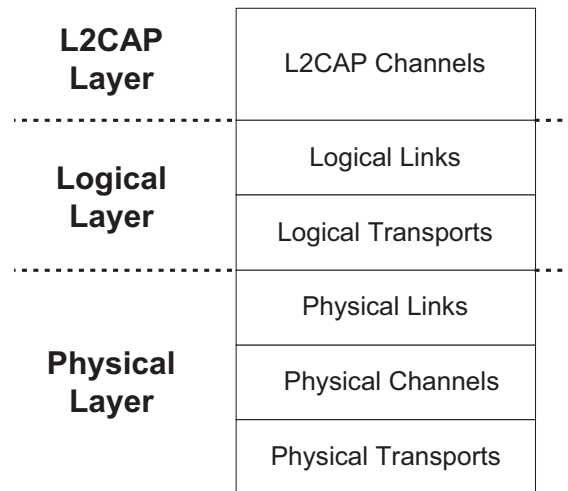 L2CAP
Layer
L2CAP Channels
Logical
Layer
Logical Links
Logical Transports
Physical
Layer
Physical Links
Physical Channels
Physical Transports